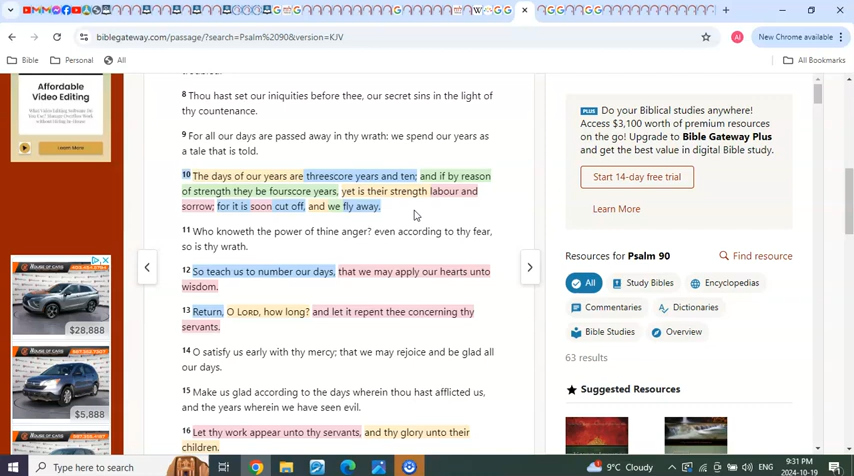 biblegateway.com/passage/?search=Psalm%2090&version=KJV
New Chrome available
Bible
Personal
All
All Bookmarks
Affordable
Video Editing
Learn More
8 Thou hast set our iniquities before thee, our secret sins in the light of
thy countenance.
9 For all our days are passed away in thy wrath: we spend our years as
a tale that is told.
10 The days of our years are threescore years and ten; and if by reason
of strength they be fourscore years, yet is their strength labour and
sorrow; for it is soon cut off, and we fly away.
11 Who knoweth the power of thine anger? even according to thy fear,
so is thy wrath.
12 So teach us to number our days, that we may apply our hearts unto
wisdom.
13 Return, O LORD, how long? and let it repent thee concerning thy
servants.
14 O satisfy us early with thy mercy; that we may rejoice and be glad all
our days.
15 Make us glad according to the days wherein thou hast afflicted us,
and the years wherein we have seen evil.
16 Let thy work appear unto thy servants, and thy glory unto their
children.
$28,888
$5,888
PLUS Do your Biblical studies anywhere!
Access $3,100 worth of premium resources
on the go! Upgrade to Bible Gateway Plus
and get the best value in digital Bible study.
Start 14-day free trial
Learn More
Resources for Psalm 90
Find resource
All
Study Bibles
Encyclopedias
Commentaries
Dictionaries
Bible Studies
Overview
63 results
Suggested Resources
Type here to search
9°C Cloudy
ENG
9:31 PM
2024-10-19